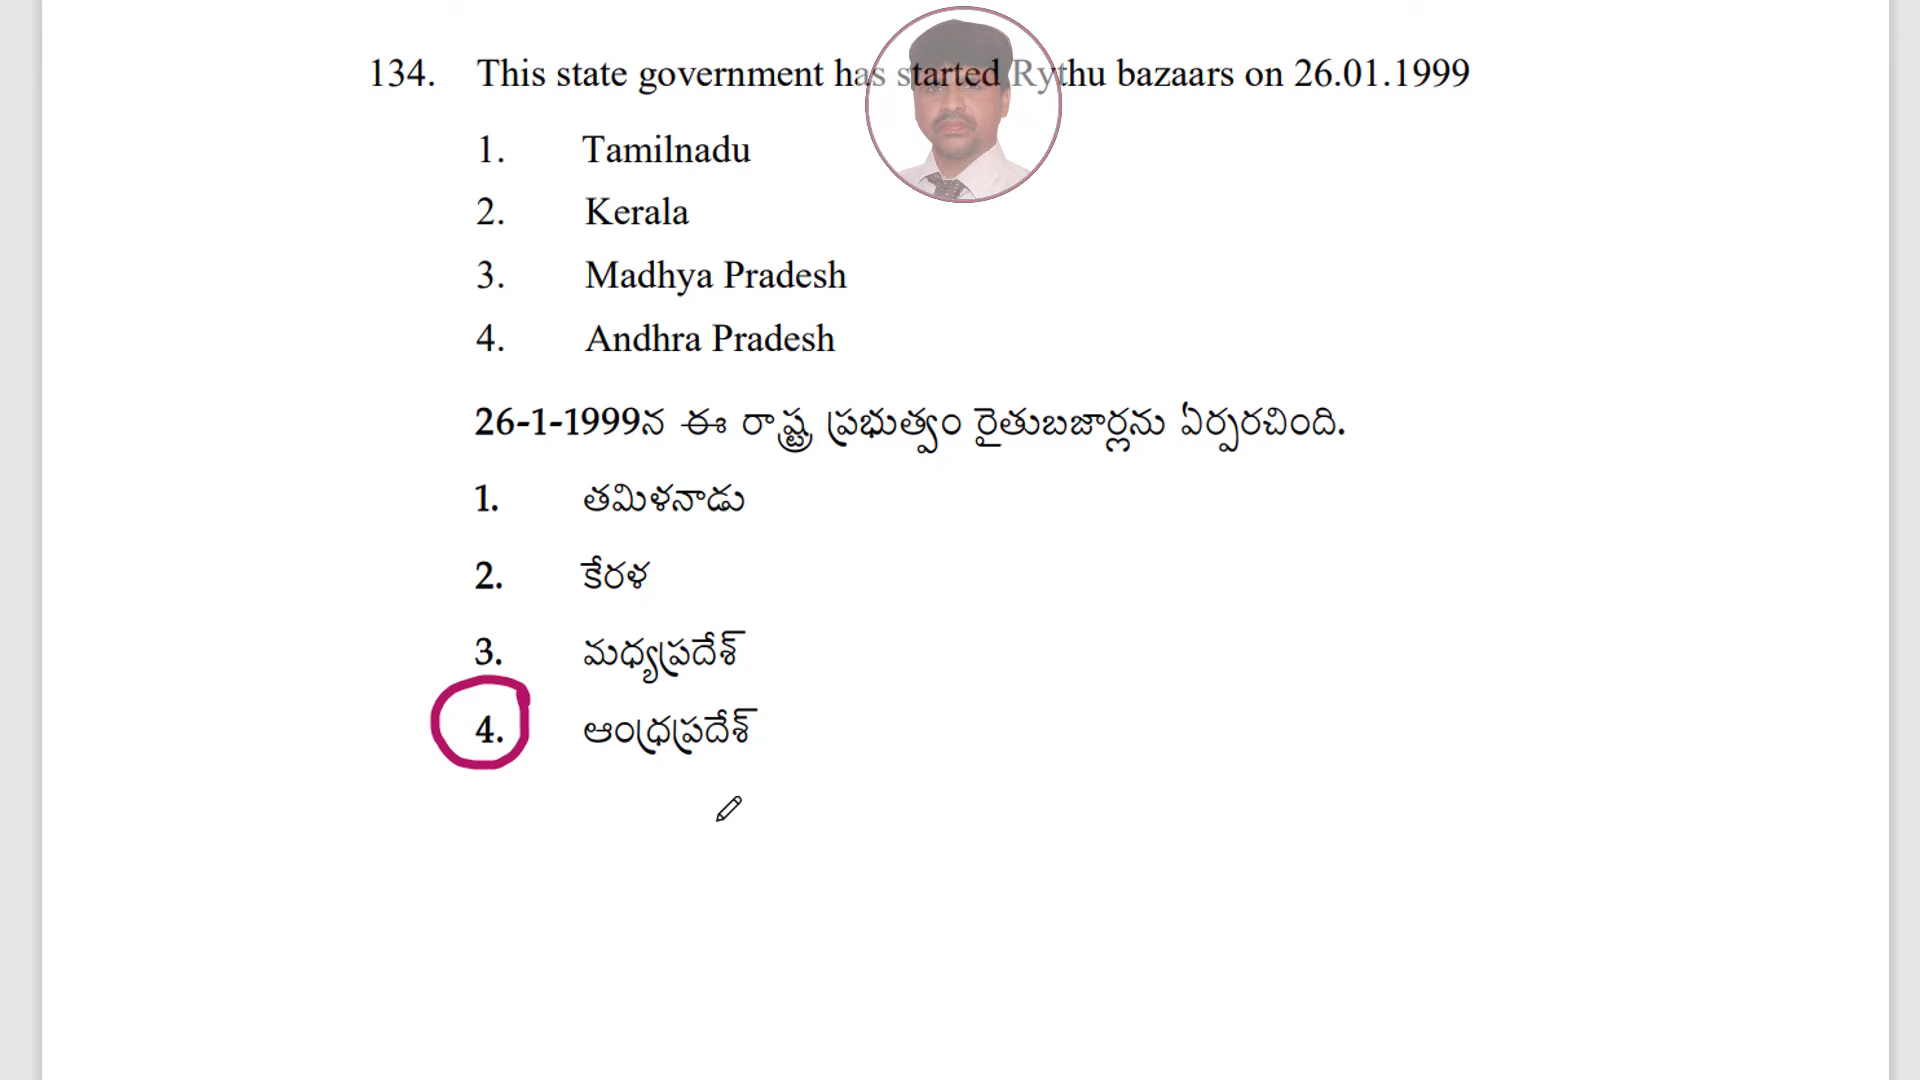 134. This state government has started Rythu bazaars on 26.01.1999
1. Tamilnadu
2. Kerala
3. Madhya Pradesh
4. Andhra Pradesh
26-1-1999న ఈ రాష్ట్ర ప్రభుత్వం రైతుబజార్లను ఏర్పరచింది.
1. తమిళనాడు
2. కేరళ
3. మధ్యప్రదేశ్
4. ఆంధ్రప్రదేశ్